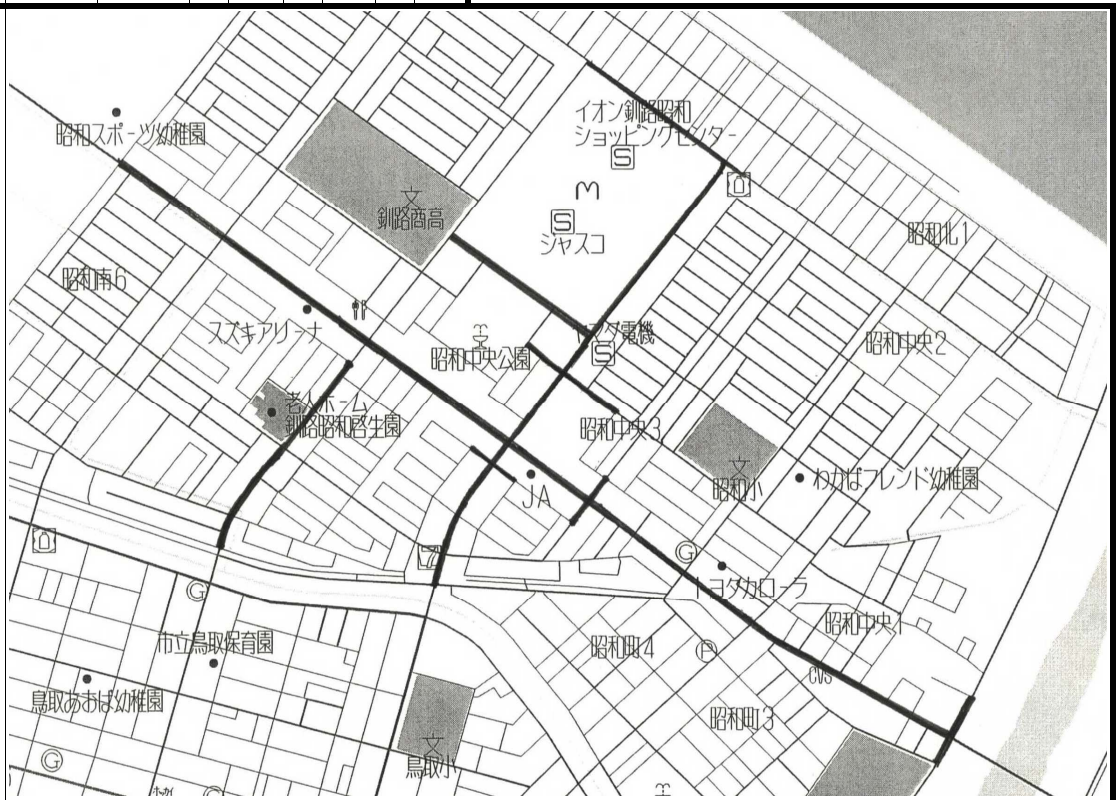 イオン釧路昭和
ショッピングセンター
S
昭和スポーツ幼稚園
文
釧路商高
M
S
ジャスコ
昭和北1
昭和南6
スズキアリーナ
ヤマダ電機
S
昭和中央公園
昭和中央2
老人ホーム
釧路昭和啓生園
昭和中央3
文
昭和小
わかばフレンド幼稚園
JA
G
トヨタカローラ
G
昭和中央1
市立鳥取保育園
昭和町4
P
CVS
鳥取あおば幼稚園
昭和町3
文
鳥取小
G